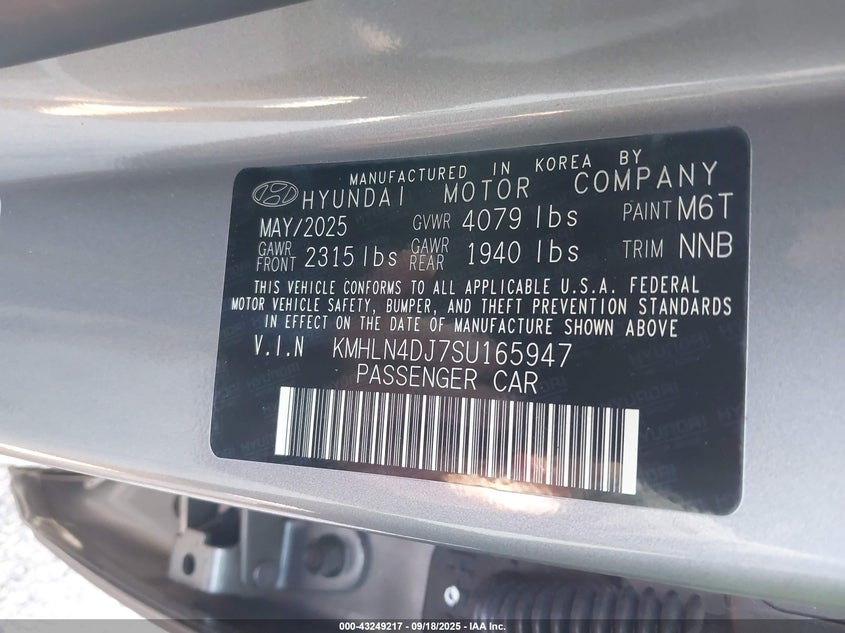 MANUFACTURED IN KOREA BY
HYUNDAI MOTOR COMPANY
MAY/2025 GVWR 4079 lbs PAINT M6T
GAWR FRONT 2315 lbs GAWR REAR 1940 lbs TRIM NNB
THIS VEHICLE CONFORMS TO ALL APPLICABLE U.S.A. FEDERAL
MOTOR VEHICLE SAFETY, BUMPER, AND THEFT PREVENTION STANDARDS
IN EFFECT ON THE DATE OF MANUFACTURE SHOWN ABOVE
V.I.N KMHLN4DJ7SU165947
PASSENGER CAR
000-43249217 - 09/18/2025 - IAA Inc.